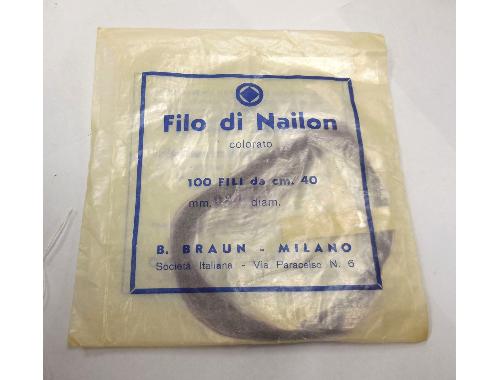 Filo di Nailon
colorato
100 FILI da cm. 40
mm. diam.
B. BRAUN - MILANO
Società Italiana - Via Paracelso N. 6